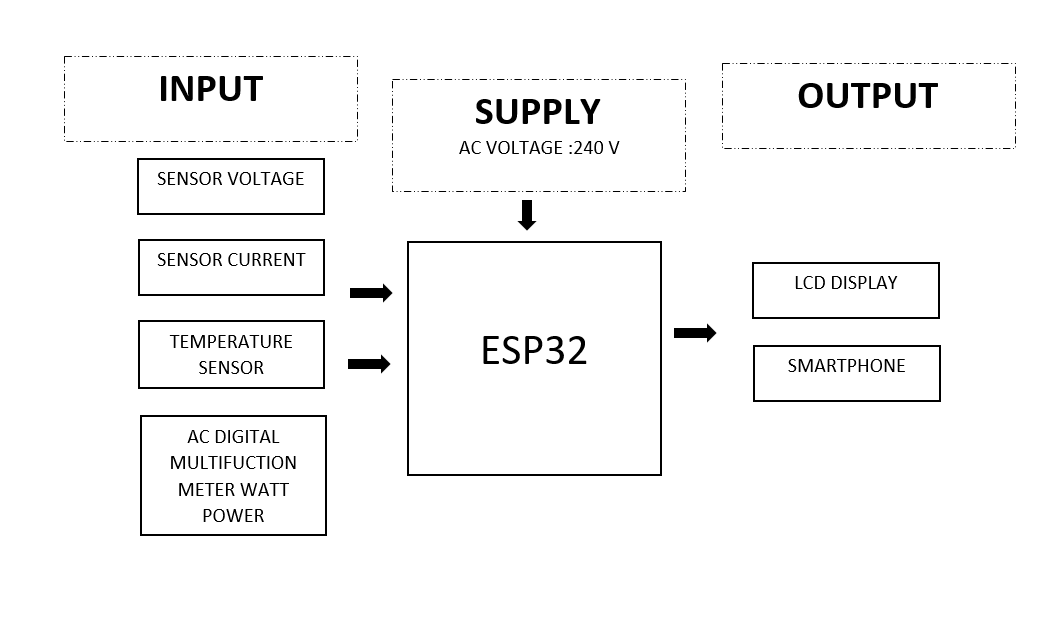 INPUT
SENSOR VOLTAGE
SENSOR CURRENT
TEMPERATURE
SENSOR
AC DIGITAL
MULTIFUCTION
METER WATT
POWER
SUPPLY
AC VOLTAGE :240 V
ESP32
OUTPUT
LCD DISPLAY
SMARTPHONE